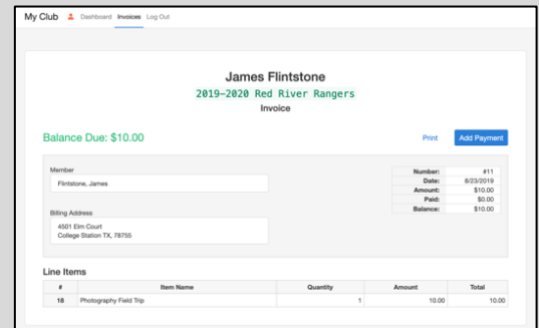 My Club Dashboard Invoices Log Out
James Flintstone
2019-2020 Red River Rangers
Invoice
Balance Due: $10.00
Print Add Payment
Member
Flintstone, James
Billing Address
4501 Elm Court
College Station TX, 78755
Number: #11
Date: 8/23/2019
Amount: $10.00
Paid: $0.00
Balance: $10.00
Line Items
# Item Name Quantity Amount Total
18 Photography Field Trip 1 10.00 10.00